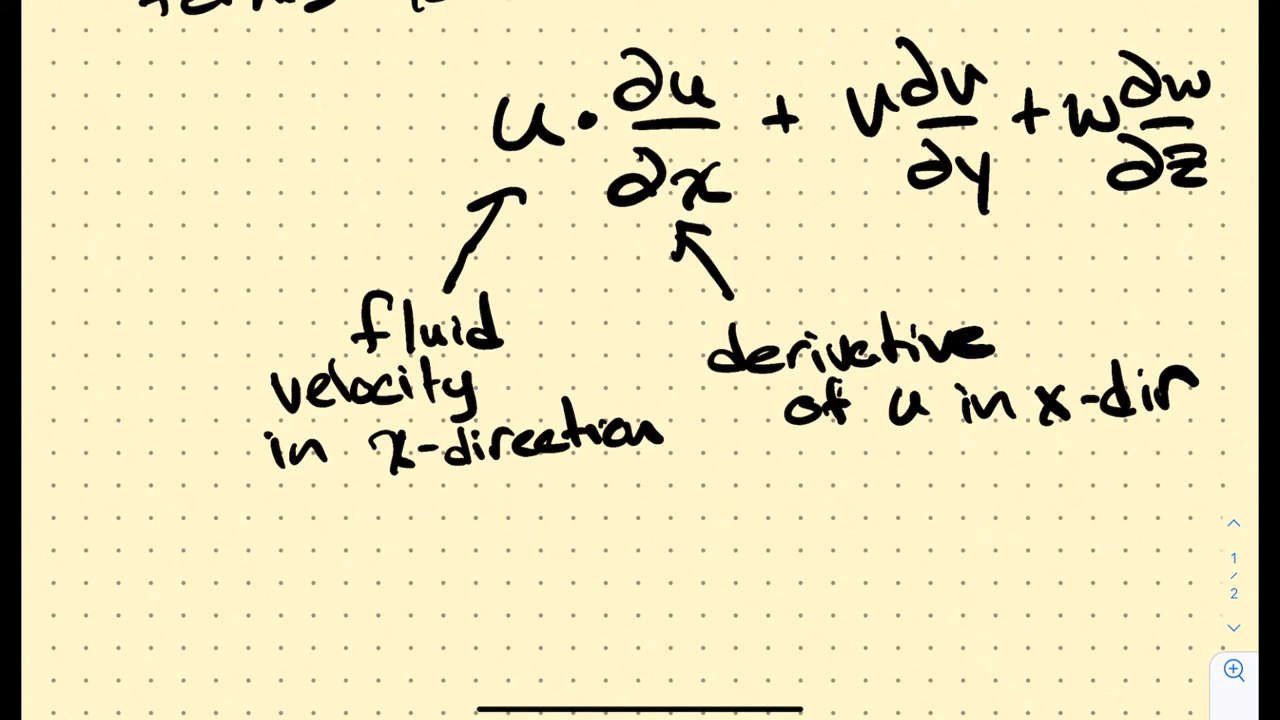 u · ∂u/∂x + v ∂v/∂y + w ∂w/∂z
fluid
velocity
in x-direction
derivative
of u in x-dir
1
/
2